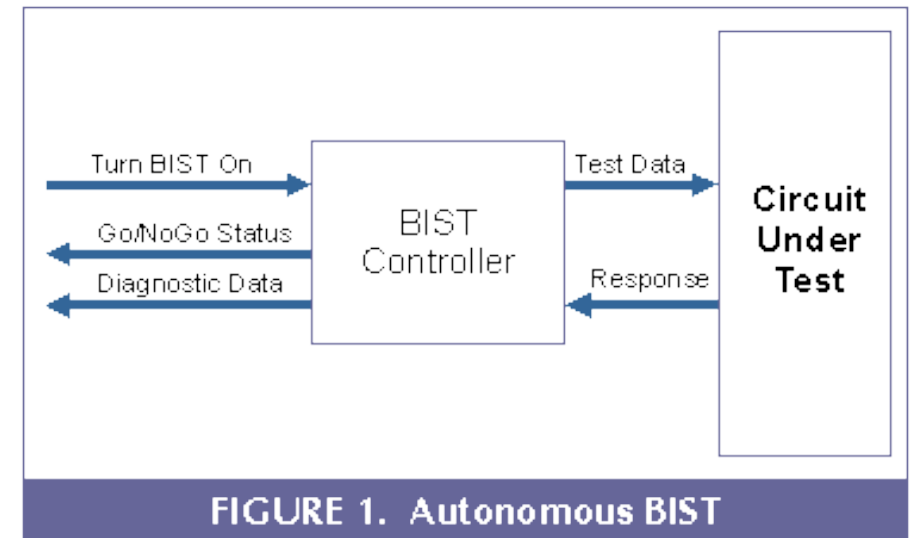 Turn BIST On
Go/NoGo Status
Diagnostic Data
BIST
Controller
Test Data
Response
Circuit
Under
Test
FIGURE 1. Autonomous BIST